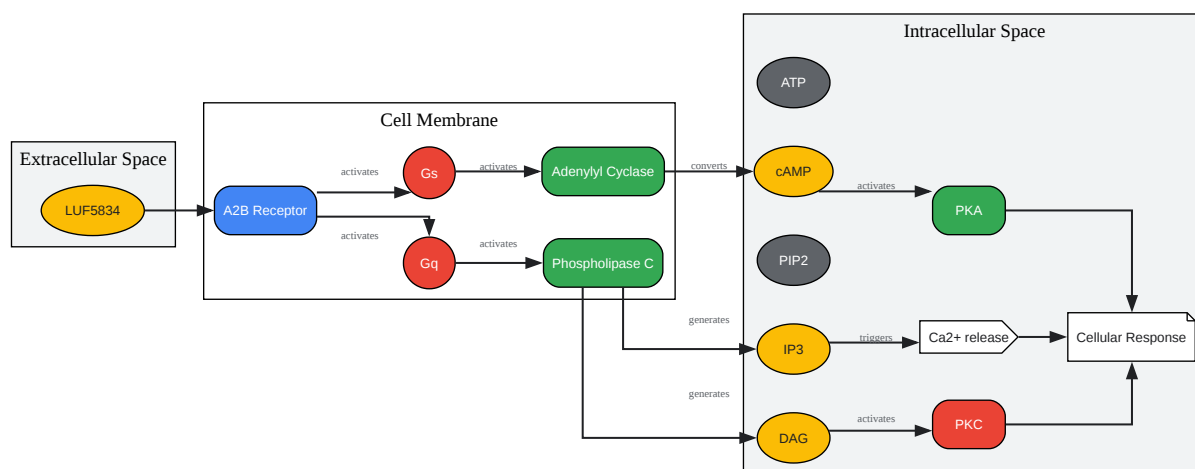 Intracellular Space
ATP
Cell Membrane
Extracellular Space
LUF5834
A2B Receptor
activates
Gs
activates
Adenylyl Cyclase
converts
cAMP
activates
PKA
activates
Gq
activates
Phospholipase C
PIP2
generates
IP3
triggers
Ca2+ release
Cellular Response
generates
DAG
activates
PKC